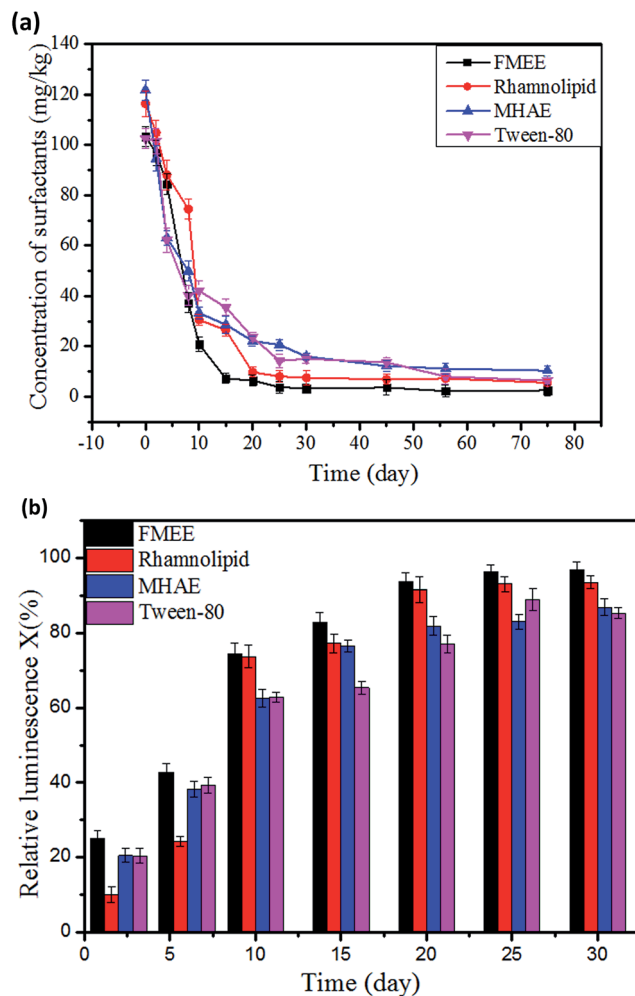 (a)
140
120
100
80
60
40
20
0
-10 0 10 20 30 40 50 60 70 80
Concentration of surfactants (mg/kg)
Time (day)
FMEE
Rhamnolipid
MHAE
Tween-80
(b)
FMEE
Rhamnolipid
MHAE
Tween-80
100
80
60
40
20
0
0 5 10 15 20 25 30
Relative luminescence X(%)
Time (day)